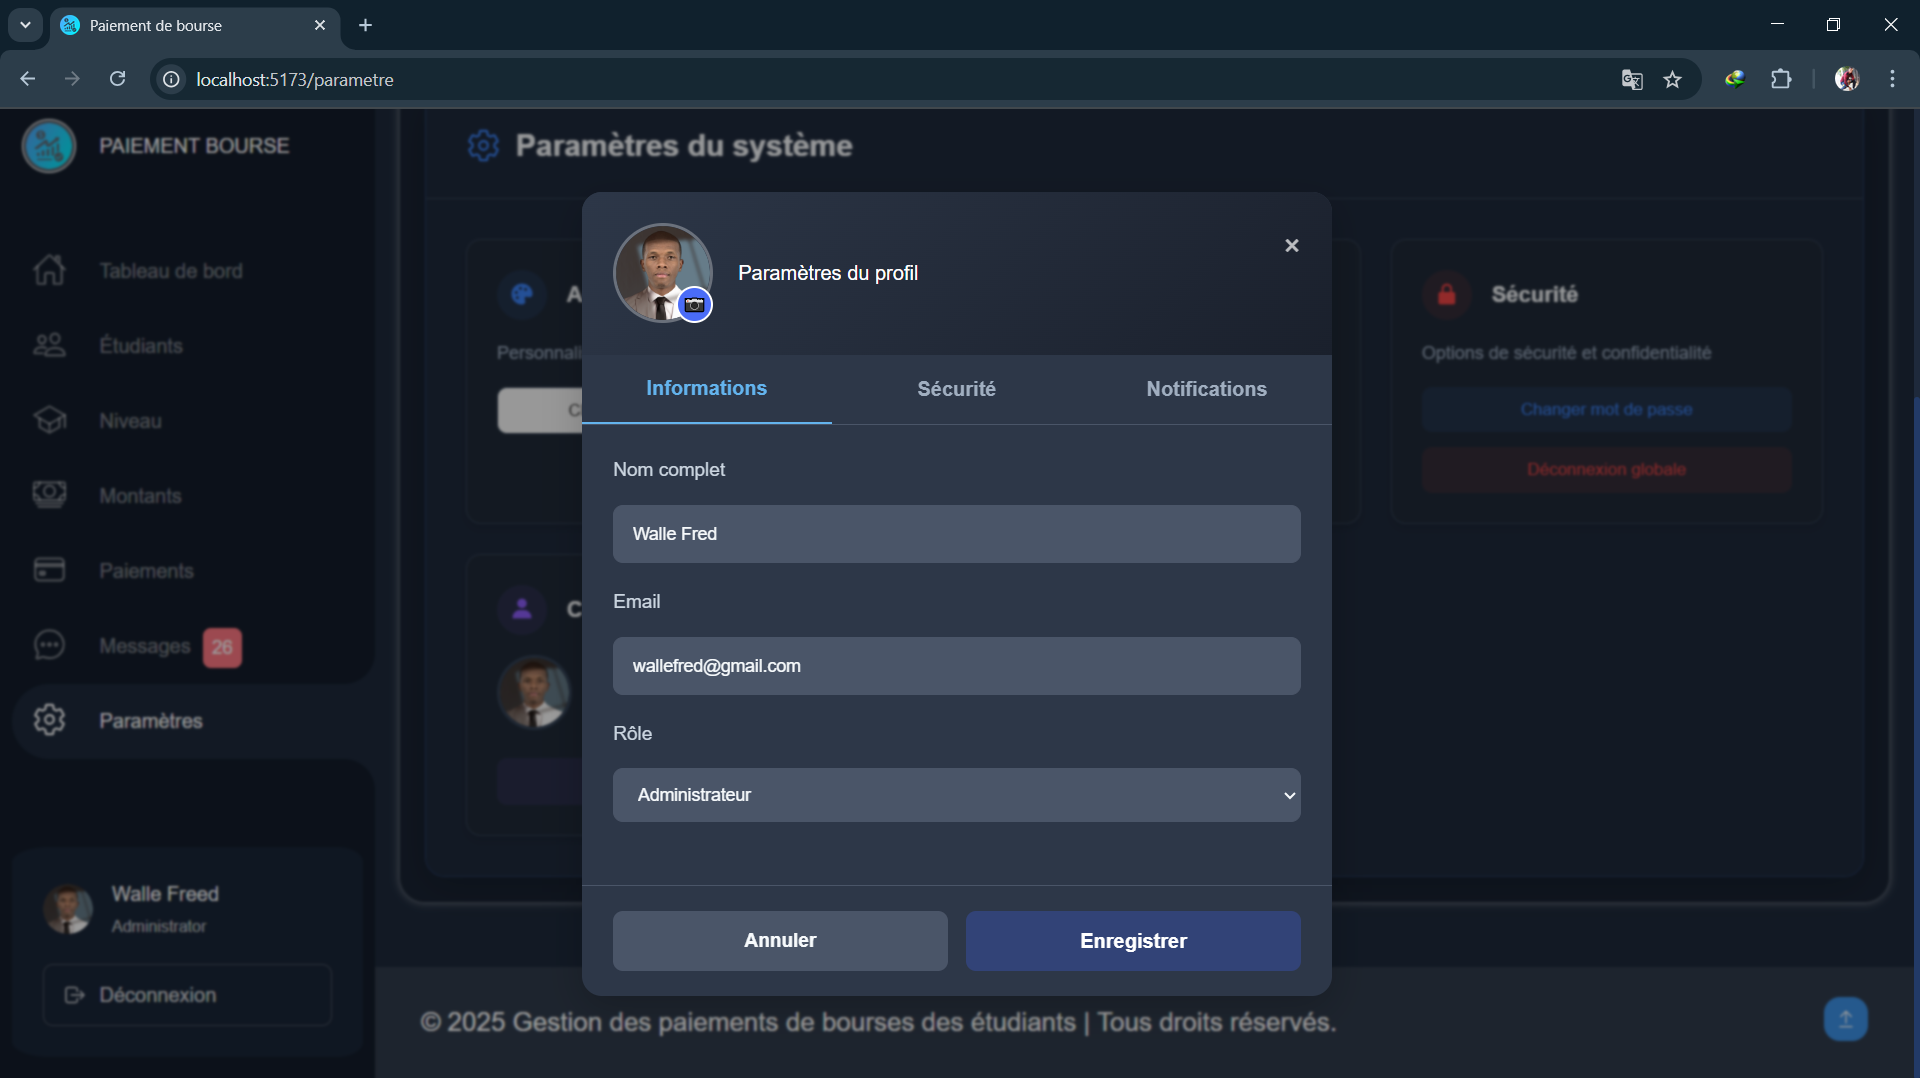 Paiement de bourse
localhost:5173/parametre
PAIEMENT BOURSE
Tableau de bord
Étudiants
Niveau
Montants
Paiements
Messages 26
Paramètres
Walle Freed
Administrator
Déconnexion
Paramètres du système
Sécurité
Options de sécurité et confidentialité
Changer mot de passe
Déconnexion globale
Paramètres du profil
×
Informations Sécurité Notifications
Nom complet
Walle Fred
Email
wallefred@gmail.com
Rôle
Administrateur
Annuler Enregistrer
© 2025 Gestion des paiements de bourses des étudiants | Tous droits réservés.